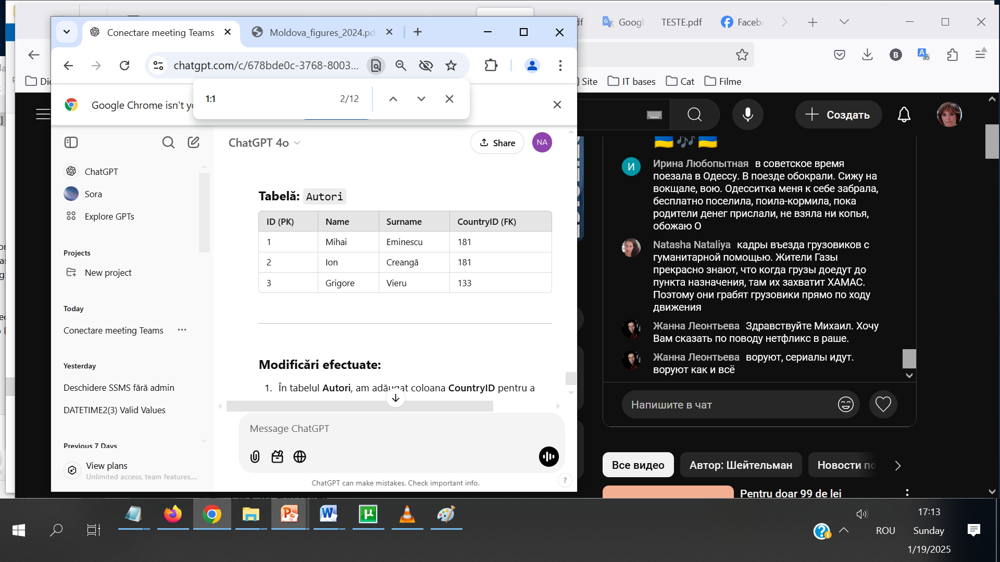 Conectare meeting Teams
Moldova_figures_2024.pd
Googl
TESTE.pdf
Facebo
chatgpt.com/c/678bde0c-3768-8003...
B
Site
IT bases
Cat
Filme
1:1
2/12
Google Chrome isn't yo
Создать
ChatGPT 4o
Share
NA
ChatGPT
Sora
Explore GPTs
Projects
New project
Today
Conectare meeting Teams
Yesterday
Deschidere SSMS fără admin
DATETIME2(3) Valid Values
Previous 7 Days
View plans
Unlimited access, team features,...
Tabelă: Autori
ID (PK) Name Surname CountryID (FK)
1 Mihai Eminescu 181
2 Ion Creangă 181
3 Grigore Vieru 133
Modificări efectuate:
1. În tabelul Autori, am adăugat coloana CountryID pentru a
Message ChatGPT
ChatGPT can make mistakes. Check important info.
?
И
Ирина Любопытная в советское время
поезала в Одессу. В поезде обокрали. Сижу на
вокщале, вою. Одесситка меня к себе забрала,
бесплатно поселила, поила-кормила, пока
родители денег прислали, не взяла ни копья,
обожаю О
Natasha Nataliya кадры въезда грузовиков с
гуманитарной помощью. Жители Газы
прекрасно знают, что когда грузы доедут до
пункта назначения, там их захватит ХАМАС.
Поэтому они грабят грузовики прямо по ходу
движения
Жанна Леонтьева Здравствуйте Михаил. Хочу
Вам сказать по поводу нетфликс в раше.
Жанна Леонтьева воруют, сериалы идут.
воруют как и всё
Напишите в чат
Все видео
Автор: Шейтельман
Новости по
Pentru doar 99 de lei
17:13
ROU
Sunday
1/19/2025